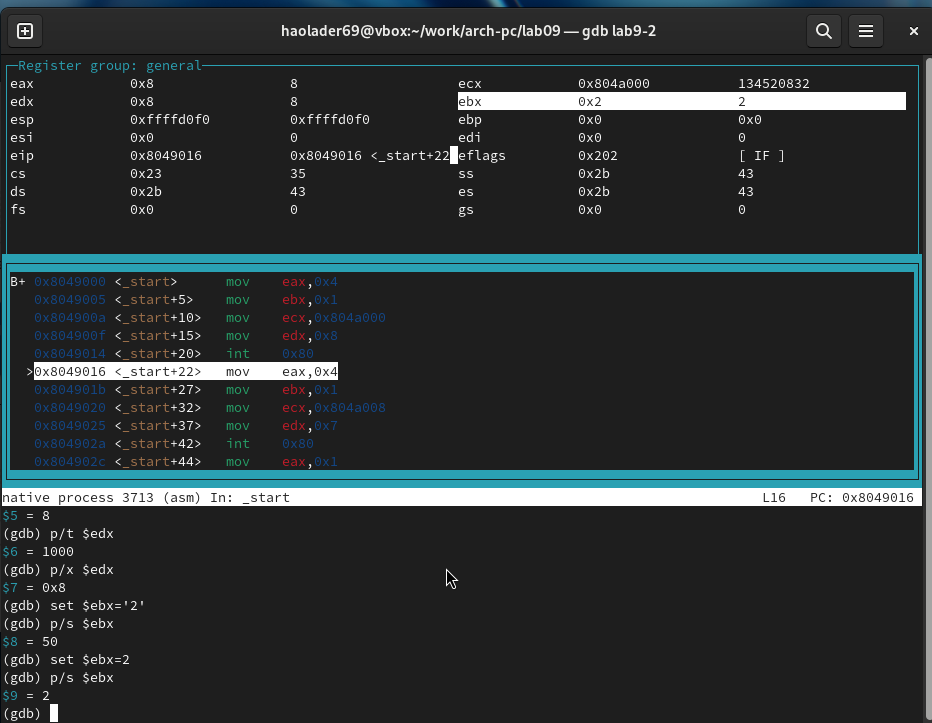 haolader69@vbox:~/work/arch-pc/lab09 — gdb lab9-2
Register group: general
eax 0x8 8 ecx 0x804a000 134520832
edx 0x8 8 ebx 0x2 2
esp 0xffffd0f0 0xffffd0f0 ebp 0x0 0x0
esi 0x0 0 edi 0x0 0
eip 0x8049016 0x8049016 <_start+22 eflags 0x202 [ IF ]
cs 0x23 35 ss 0x2b 43
ds 0x2b 43 es 0x2b 43
fs 0x0 0 gs 0x0 0
B+ 0x8049000 <_start> mov eax,0x4
0x8049005 <_start+5> mov ebx,0x1
0x804900a <_start+10> mov ecx,0x804a000
0x804900f <_start+15> mov edx,0x8
0x8049014 <_start+20> int 0x80
>0x8049016 <_start+22> mov eax,0x4
0x804901b <_start+27> mov ebx,0x1
0x8049020 <_start+32> mov ecx,0x804a008
0x8049025 <_start+37> mov edx,0x7
0x804902a <_start+42> int 0x80
0x804902c <_start+44> mov eax,0x1
native process 3713 (asm) In: _start L16 PC: 0x8049016
$5 = 8
(gdb) p/t $edx
$6 = 1000
(gdb) p/x $edx
$7 = 0x8
(gdb) set $ebx='2'
(gdb) p/s $ebx
$8 = 50
(gdb) set $ebx=2
(gdb) p/s $ebx
$9 = 2
(gdb)